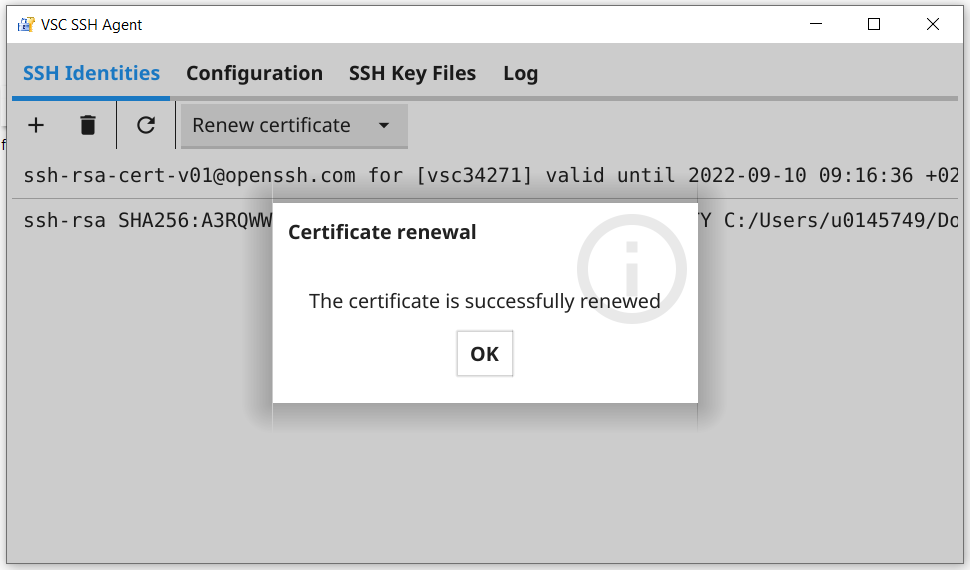 VSC SSH Agent
SSH Identities Configuration SSH Key Files Log
Renew certificate
ssh-rsa-cert-v01@openssh.com for [vsc34271] valid until 2022-09-10 09:16:36 +02
ssh-rsa SHA256:A3RQWW Y C:/Users/u0145749/Do
Certificate renewal
The certificate is successfully renewed
OK